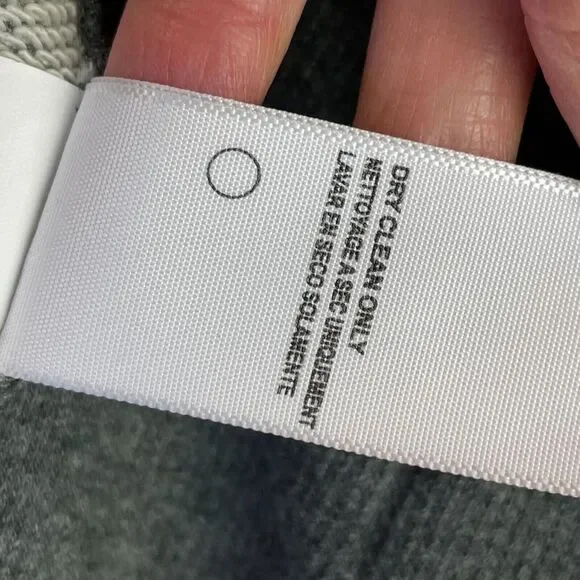 DRY CLEAN ONLY
NETTOYAGE A SEC UNIQUEMENT
LAVAR EN SECO SOLAMENTE